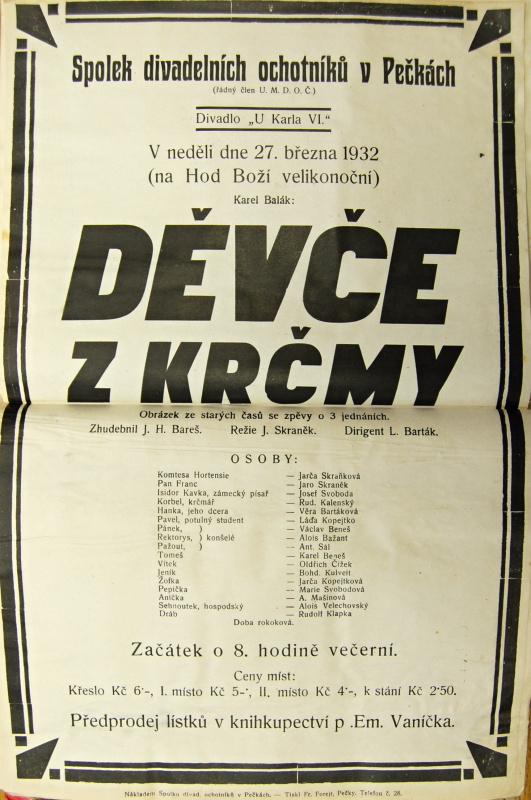 Spolek divadelních ochotníků v Pečkách
(řádný člen U. M. D. O. Č.)
Divadlo „U Karla VI.“
V neděli dne 27. března 1932
(na Hod Boží velikonoční)
Karel Balák:
DĚVČE
Z KRČMY
Obrázek ze starých časů se zpěvy o 3 jednáních.
Zhudebnil J. H. Bareš. Režie J. Skraněk. Dirigent L. Barták.
OSOBY:
Komtesa Hortensie — Jarča Skraňková
Pan Franc — Jaro Skraněk
Isidor Kavka, zámecký písař — Josef Svoboda
Korbel, krčmář — Rud. Kalenský
Hanka, jeho dcera — Věra Bartáková
Pavel, potulný student — Láďa Kopejtko
Pánek, ) — Václav Beneš
Rektorys, ) konšelé — Alois Bažant
Pažout, ) — Ant. Sál
Tomeš — Karel Beneš
Vítek — Oldřich Čížek
Jeník — Bohd. Kulveit
Žofka — Jarča Kopejtková
Pepička — Marie Svobodová
Anička — A. Mašínová
Sehnoutek, hospodský — Alois Velechovský
Dráb — Rudolf Klapka
Doba rokoková.
Začátek o 8. hodině večerní.
Ceny míst:
Křeslo Kč 6·-, I. místo Kč 5·-, II. místo Kč 4·-, k stání Kč 2·50.
Předprodej lístků v knihkupectví p .Em. Vaníčka.
Nákladem Spolku divad. ochotníků v Pečkách. — Tiskl Fr. Forejt, Pečky. Telefon č. 28.